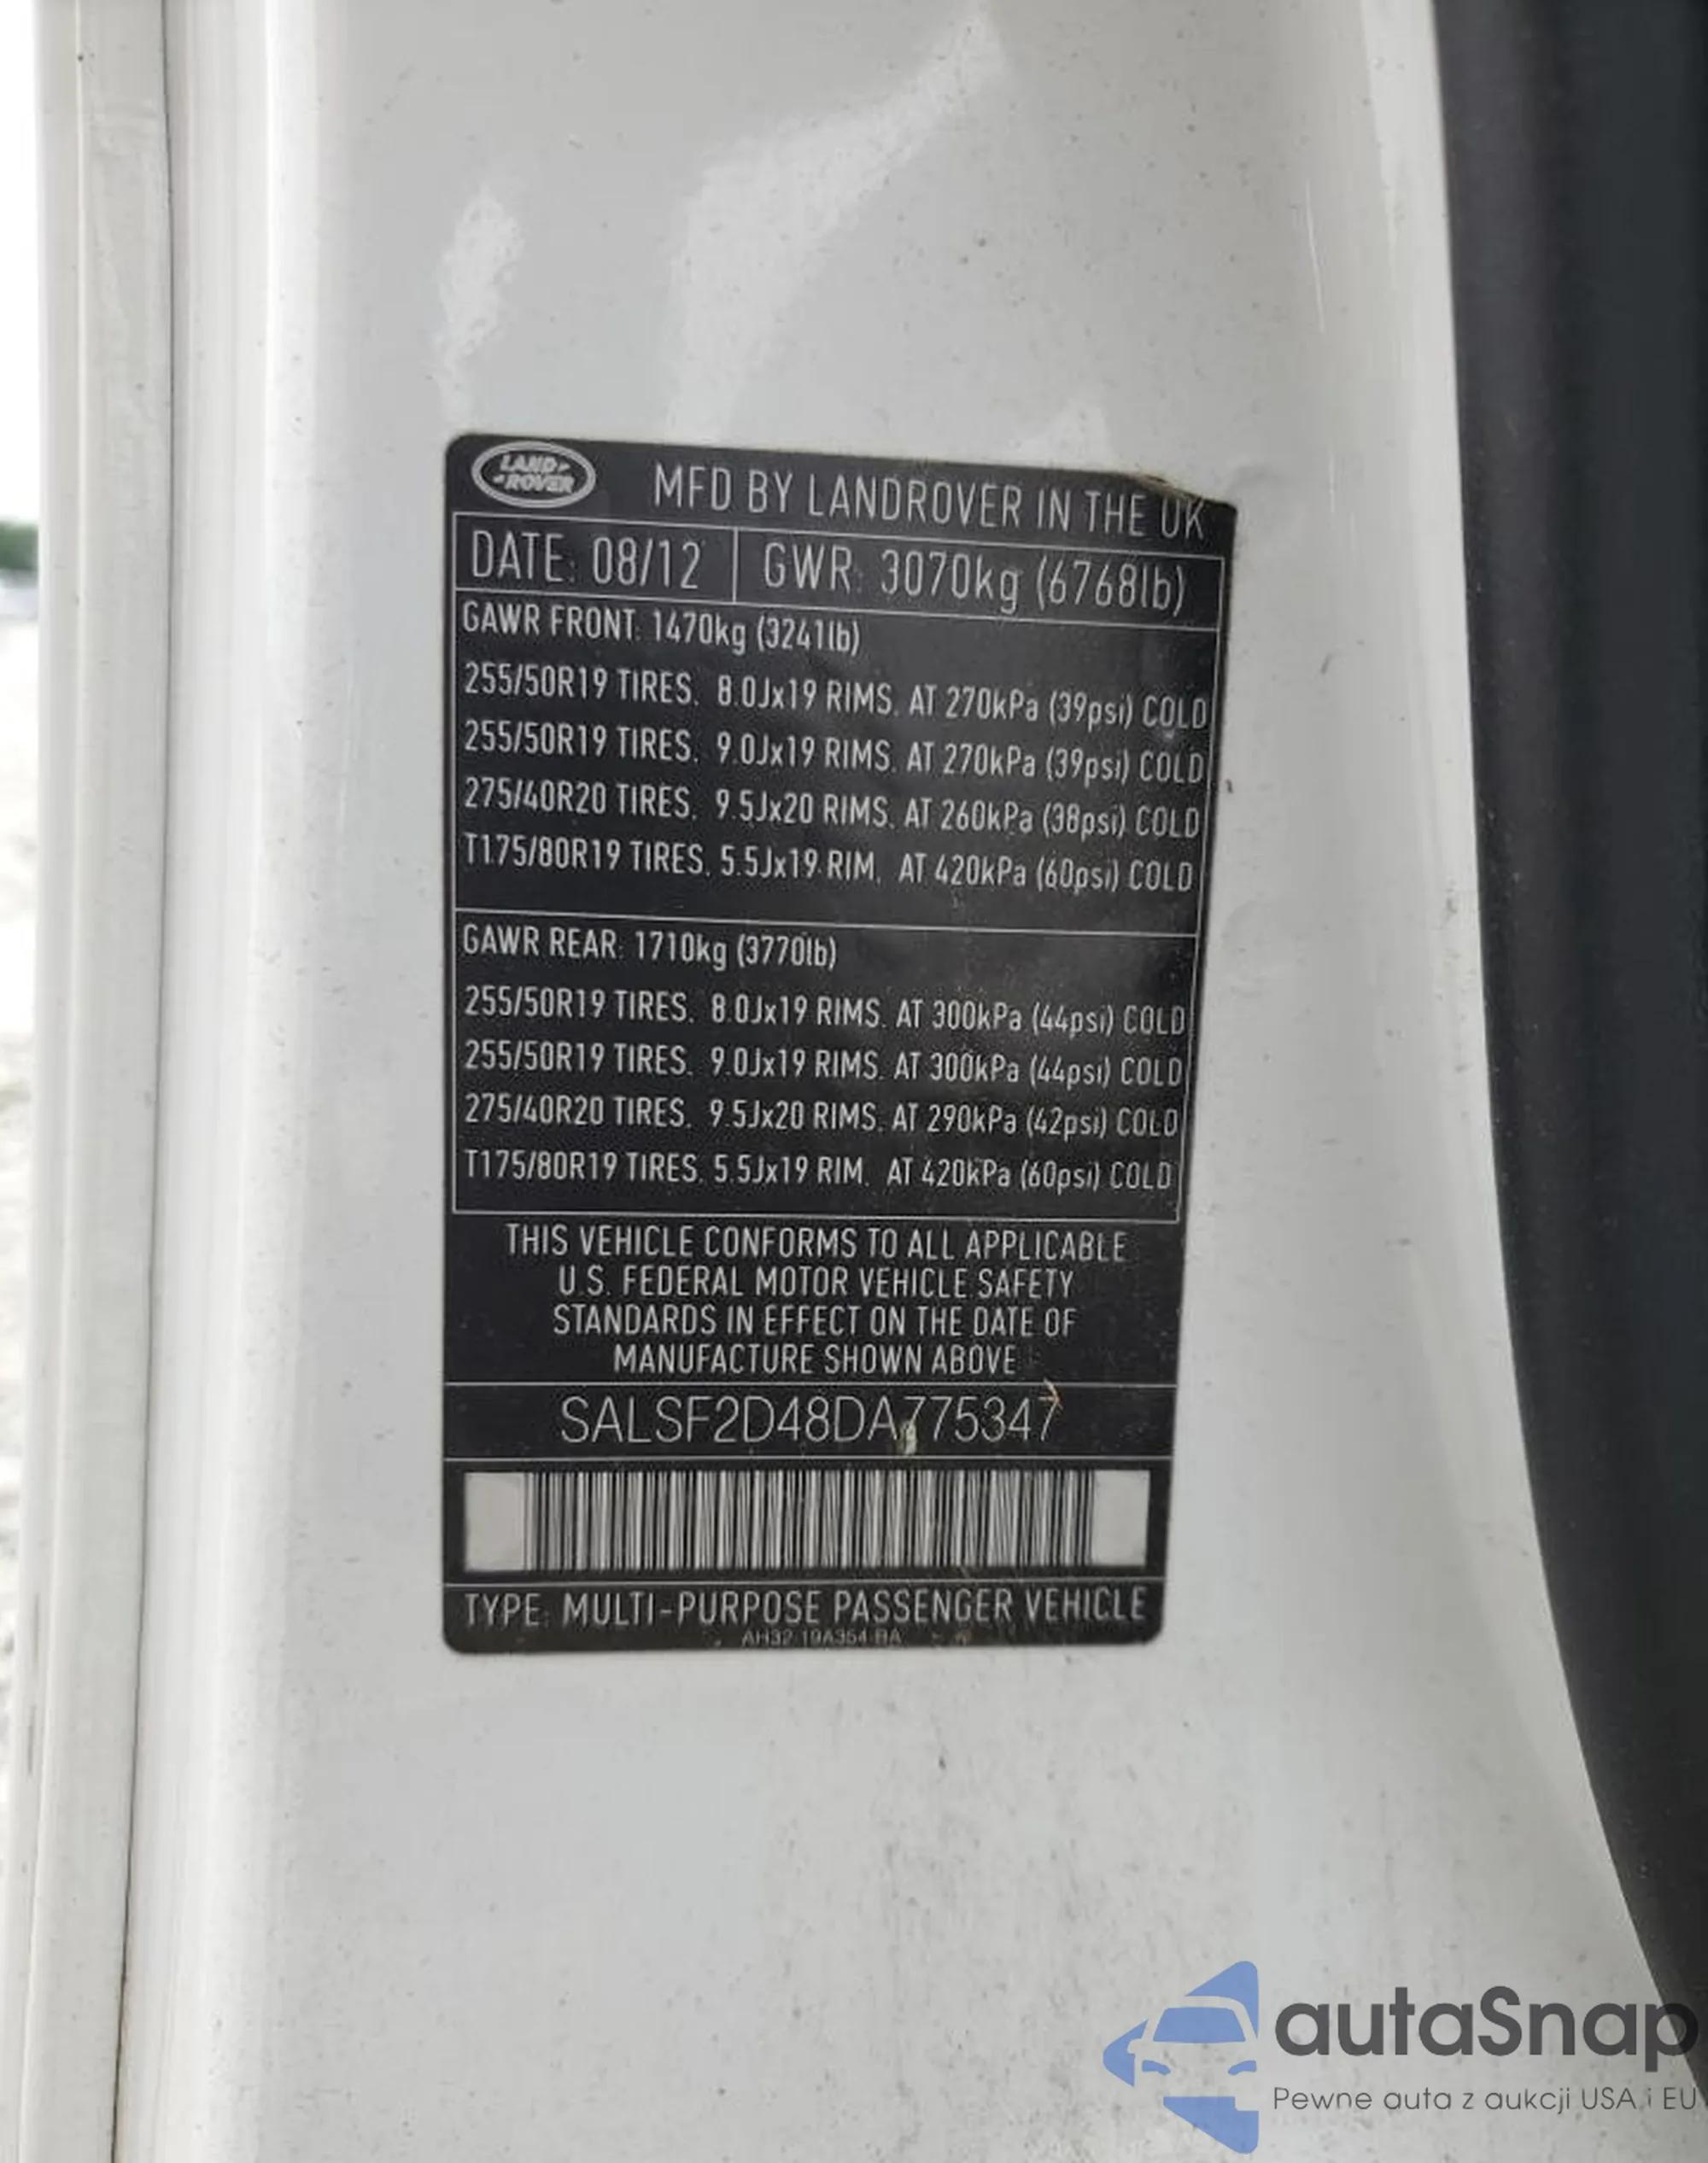 LAND-
-ROVER
MFD BY LANDROVER IN THE UK
DATE: 08/12 GWR: 3070kg (6768lb)
GAWR FRONT: 1470kg (3241lb)
255/50R19 TIRES. 8.0Jx19 RIMS. AT 270kPa (39psi) COLD
255/50R19 TIRES. 9.0Jx19 RIMS. AT 270kPa (39psi) COLD
275/40R20 TIRES. 9.5Jx20 RIMS. AT 260kPa (38psi) COLD
T175/80R19 TIRES. 5.5Jx19 RIM. AT 420kPa (60psi) COLD
GAWR REAR: 1710kg (3770lb)
255/50R19 TIRES. 8.0Jx19 RIMS. AT 300kPa (44psi) COLD
255/50R19 TIRES. 9.0Jx19 RIMS. AT 300kPa (44psi) COLD
275/40R20 TIRES. 9.5Jx20 RIMS. AT 290kPa (42psi) COLD
T175/80R19 TIRES. 5.5Jx19 RIM. AT 420kPa (60psi) COLD
THIS VEHICLE CONFORMS TO ALL APPLICABLE
U.S. FEDERAL MOTOR VEHICLE SAFETY
STANDARDS IN EFFECT ON THE DATE OF
MANUFACTURE SHOWN ABOVE
SALSF2D48DA775347
TYPE: MULTI-PURPOSE PASSENGER VEHICLE
AH32 19A354 BA
autaSnap
Pewne auta z aukcji USA i EU